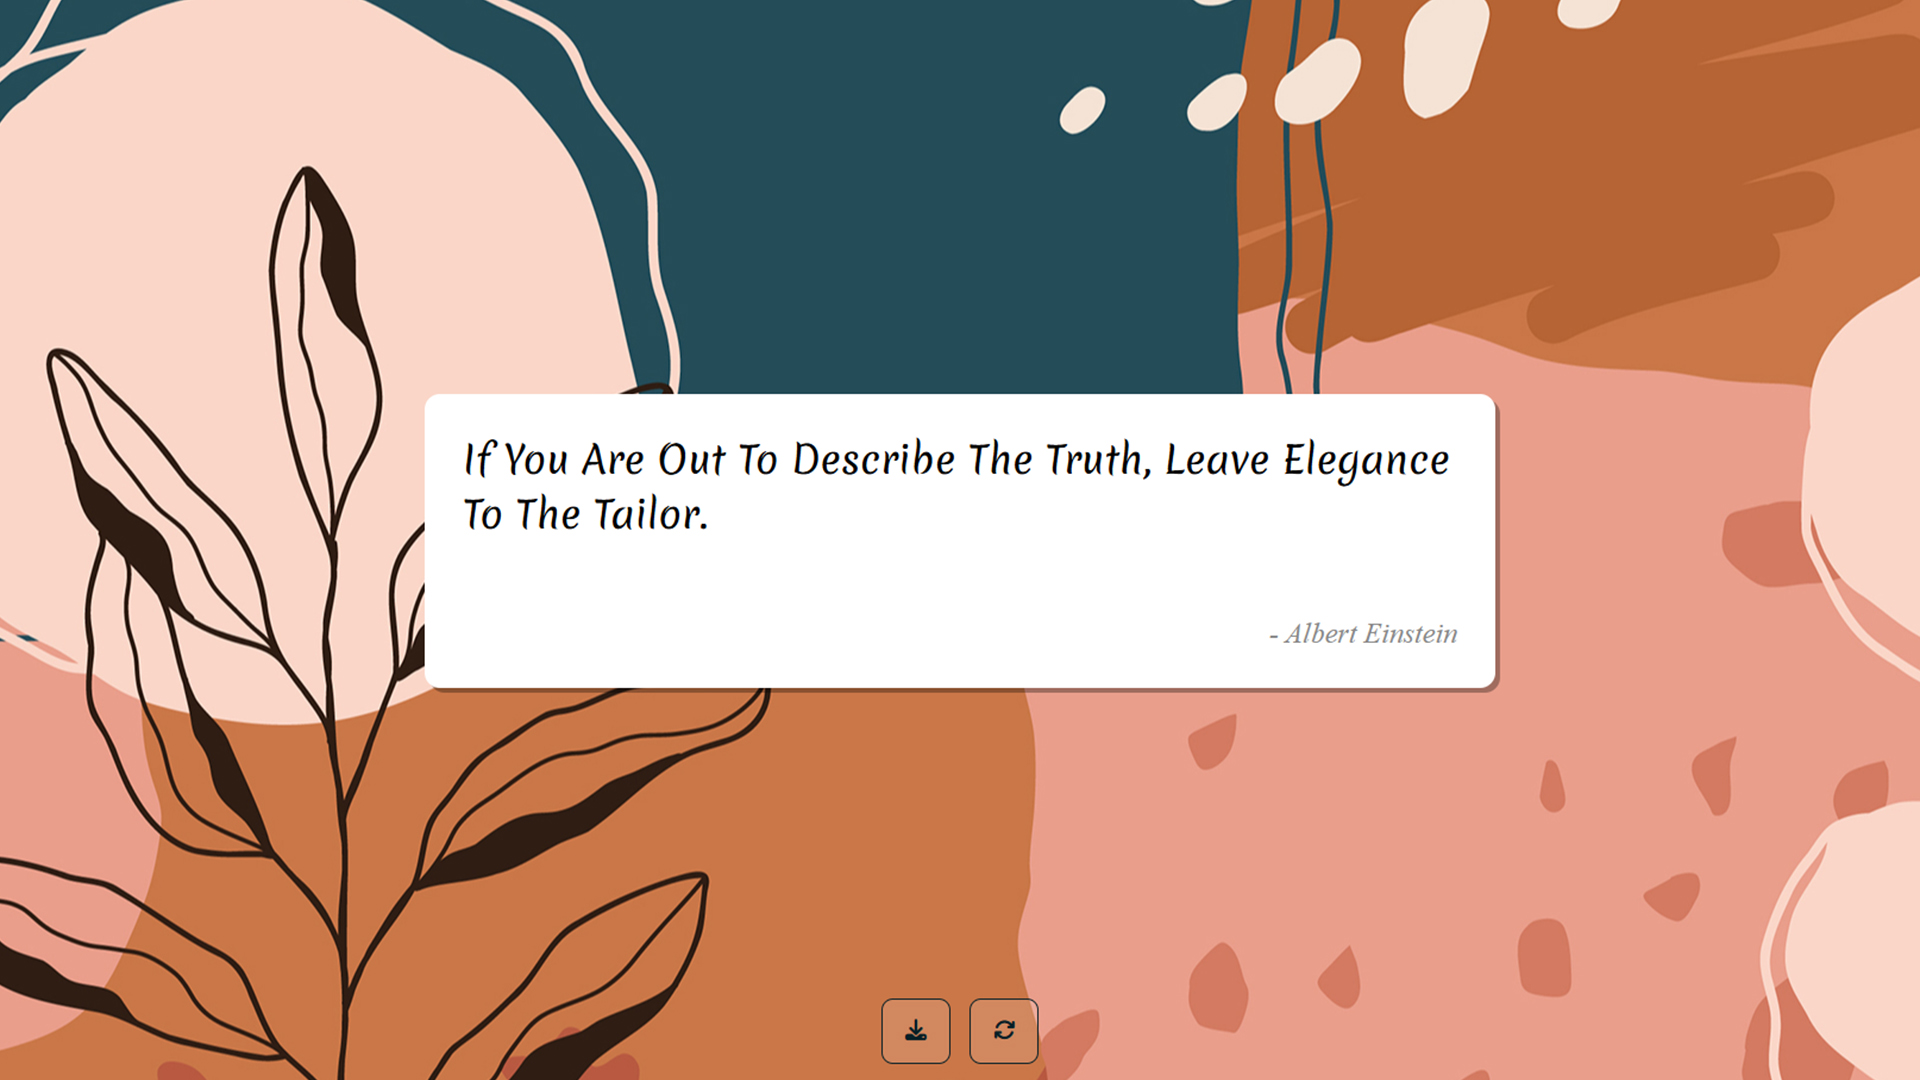 If You Are Out To Describe The Truth, Leave Elegance
To The Tailor.
- Albert Einstein